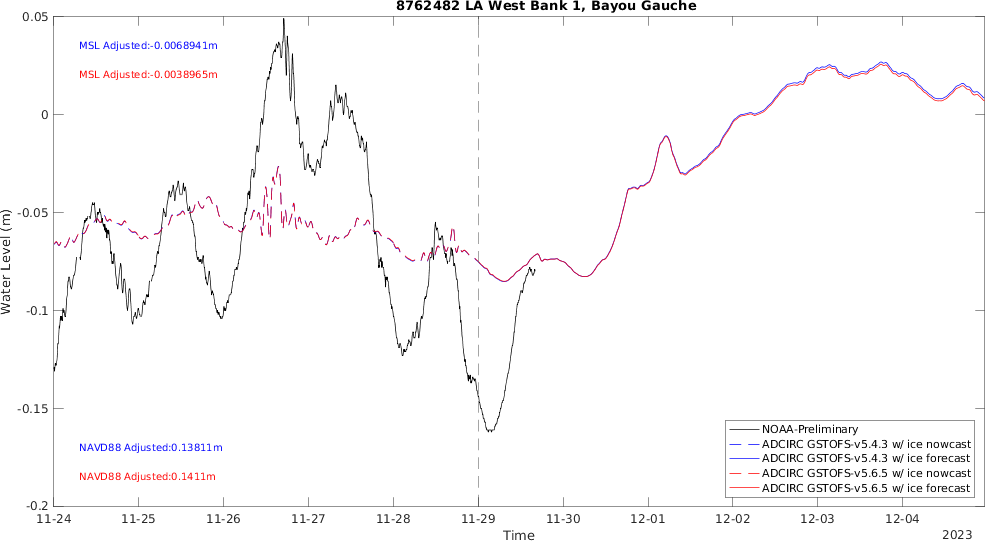 8762482 LA West Bank 1, Bayou Gauche
0.05
MSL Adjusted:-0.0068941m
MSL Adjusted:-0.0038965m
0
-0.05
Water Level (m)
-0.1
-0.15
NAVD88 Adjusted:0.13811m
NAVD88 Adjusted:0.1411m
NOAA-Preliminary
ADCIRC GSTOFS-v5.4.3 w/ ice nowcast
ADCIRC GSTOFS-v5.4.3 w/ ice forecast
ADCIRC GSTOFS-v5.6.5 w/ ice nowcast
ADCIRC GSTOFS-v5.6.5 w/ ice forecast
-0.2
11-24 11-25 11-26 11-27 11-28 11-29 11-30 12-01 12-02 12-03 12-04
Time
2023